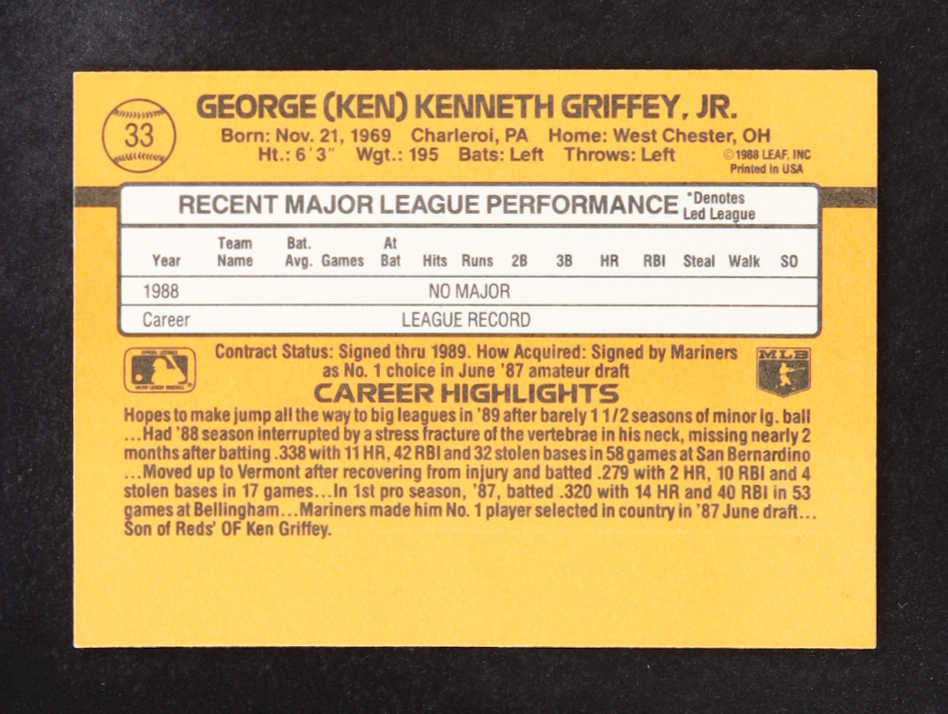 33
GEORGE (KEN) KENNETH GRIFFEY, JR.
Born: Nov. 21, 1969 Charleroi, PA Home: West Chester, OH
Ht.: 6'3" Wgt.: 195 Bats: Left Throws: Left
©1988 LEAF, INC
Printed in USA
RECENT MAJOR LEAGUE PERFORMANCE *Denotes Led League
Year Team Name Bat. Avg. Games At Bat Hits Runs 2B 3B HR RBI Steal Walk SO
1988 NO MAJOR
Career LEAGUE RECORD
Contract Status: Signed thru 1989. How Acquired: Signed by Mariners
as No. 1 choice in June '87 amateur draft
MLB
CAREER HIGHLIGHTS
Hopes to make jump all the way to big leagues in '89 after barely 1 1/2 seasons of minor lg. ball
...Had '88 season interrupted by a stress fracture of the vertebrae in his neck, missing nearly 2
months after batting .338 with 11 HR, 42 RBI and 32 stolen bases in 58 games at San Bernardino
...Moved up to Vermont after recovering from injury and batted .279 with 2 HR, 10 RBI and 4
stolen bases in 17 games...In 1st pro season, '87, batted .320 with 14 HR and 40 RBI in 53
games at Bellingham...Mariners made him No. 1 player selected in country in '87 June draft...
Son of Reds' OF Ken Griffey.